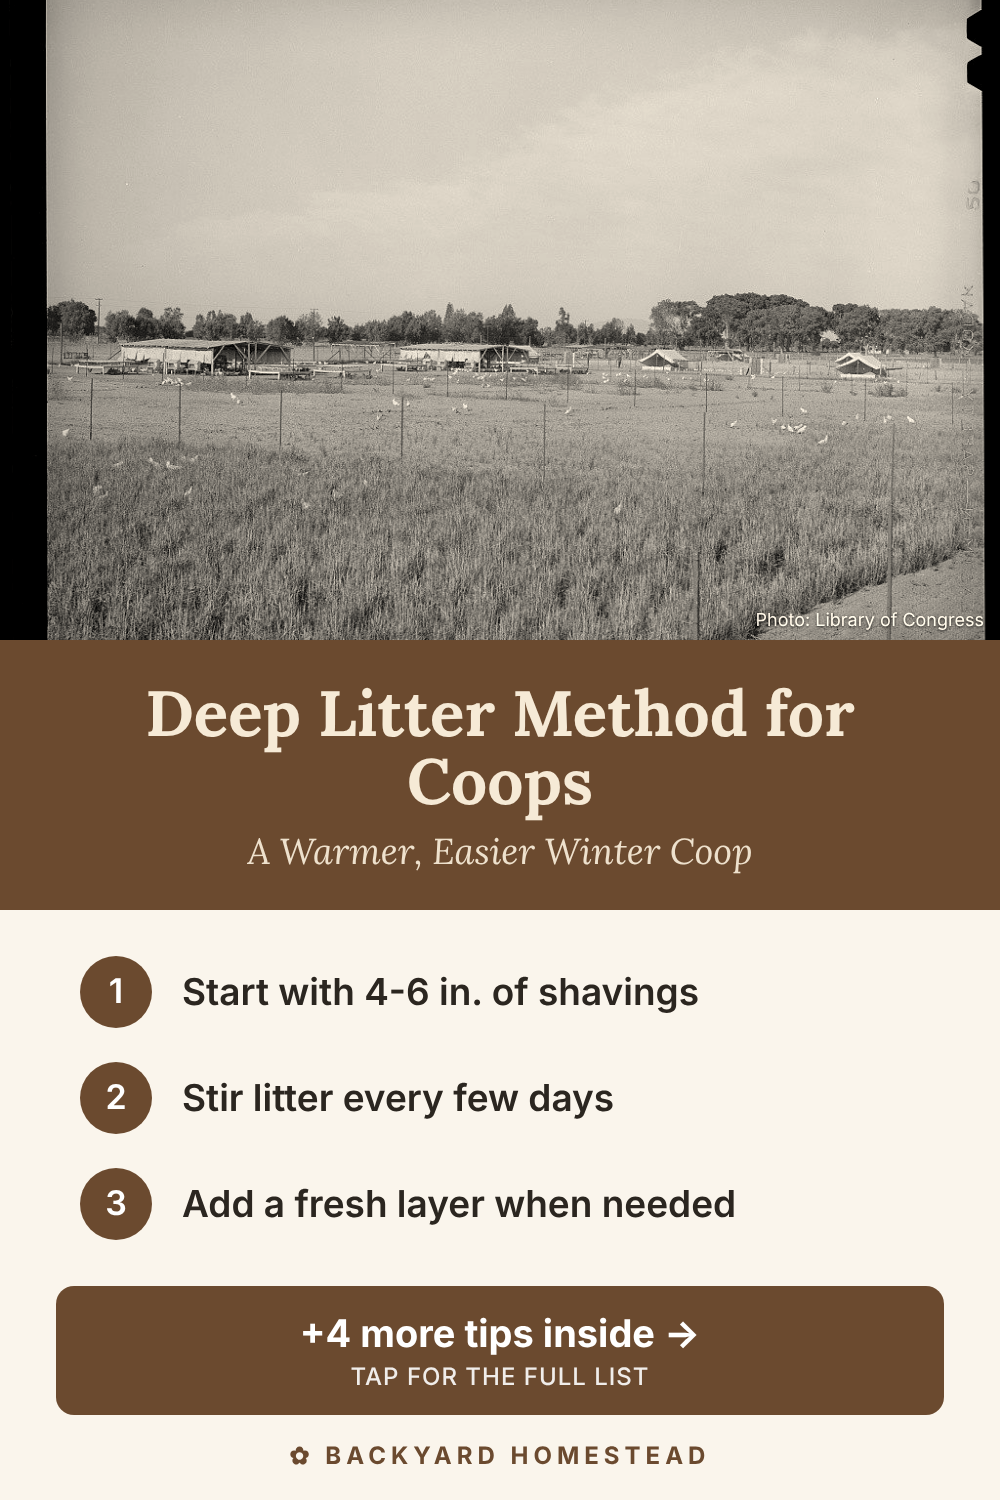 50
Photo: Library of Congress
Deep Litter Method for
Coops
A Warmer, Easier Winter Coop
1 Start with 4-6 in. of shavings
2 Stir litter every few days
3 Add a fresh layer when needed
+4 more tips inside →
TAP FOR THE FULL LIST
✿ BACKYARD HOMESTEAD